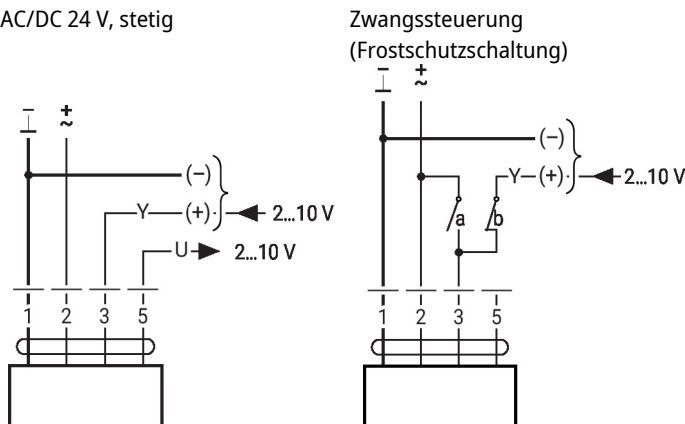 AC/DC 24 V, stetig
⊥ ~
(–)
Y (+) 2...10 V
U 2...10 V
1 2 3 5
Zwangssteuerung
(Frostschutzschaltung)
– +
⊥ ~
(–)
Y (+) 2...10 V
a b
1 2 3 5